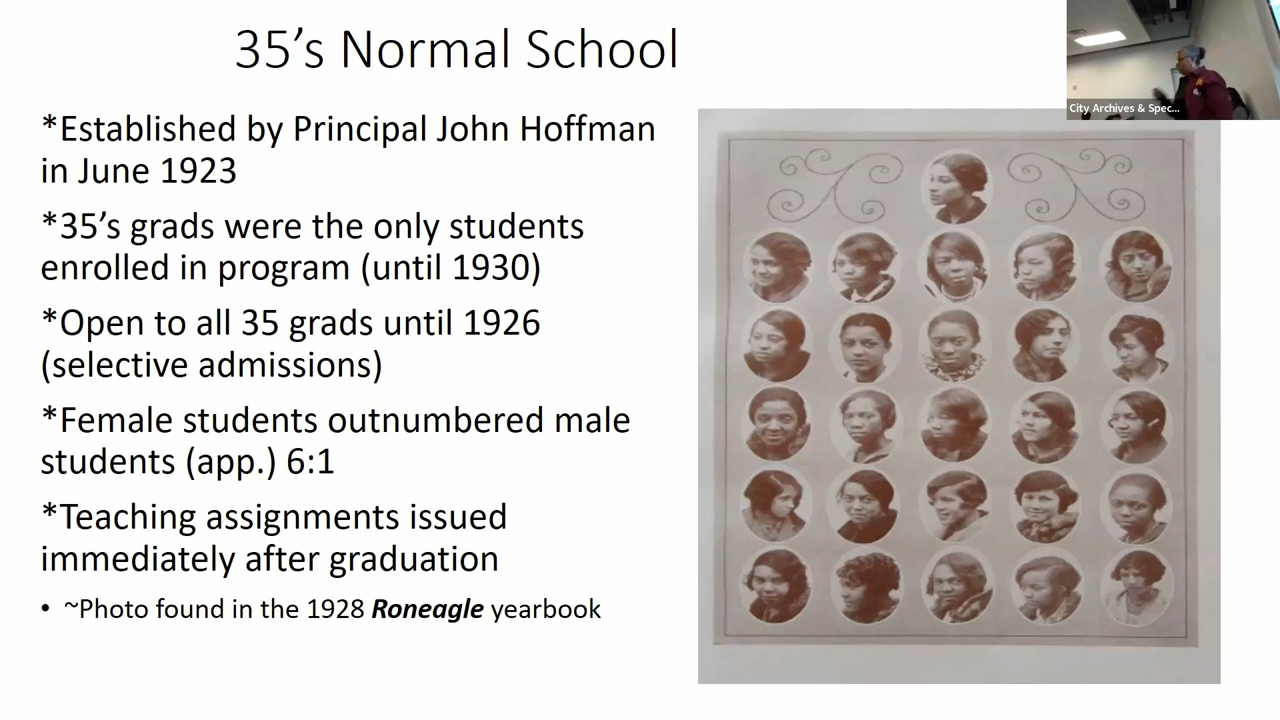 35’s Normal School
City Archives & Spec...
*Established by Principal John Hoffman
in June 1923
*35’s grads were the only students
enrolled in program (until 1930)
*Open to all 35 grads until 1926
(selective admissions)
*Female students outnumbered male
students (app.) 6:1
*Teaching assignments issued
immediately after graduation
• ~Photo found in the 1928 Roneagle yearbook